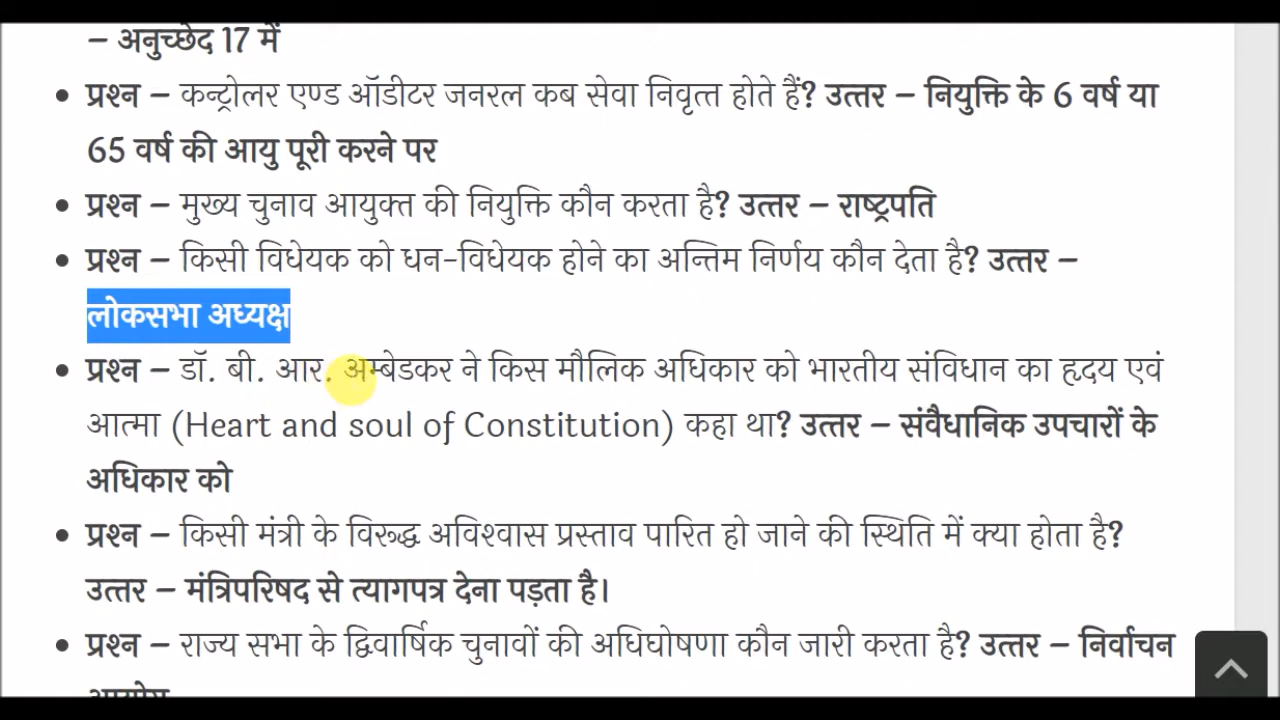 – अनुच्छेद 17 में
• प्रश्न – कन्ट्रोलर एण्ड ऑडीटर जनरल कब सेवा निवृत्त होते हैं? उत्तर – नियुक्ति के 6 वर्ष या
65 वर्ष की आयु पूरी करने पर
• प्रश्न – मुख्य चुनाव आयुक्त की नियुक्ति कौन करता है? उत्तर – राष्ट्रपति
• प्रश्न – किसी विधेयक को धन-विधेयक होने का अन्तिम निर्णय कौन देता है? उत्तर –
लोकसभा अध्यक्ष
• प्रश्न – डॉ. बी. आर. अम्बेडकर ने किस मौलिक अधिकार को भारतीय संविधान का हृदय एवं
आत्मा (Heart and soul of Constitution) कहा था? उत्तर – संवैधानिक उपचारों के
अधिकार को
• प्रश्न – किसी मंत्री के विरुद्ध अविश्वास प्रस्ताव पारित हो जाने की स्थिति में क्या होता है?
उत्तर – मंत्रिपरिषद से त्यागपत्र देना पड़ता है।
• प्रश्न – राज्य सभा के द्विवार्षिक चुनावों की अधिघोषणा कौन जारी करता है? उत्तर – निर्वाचन